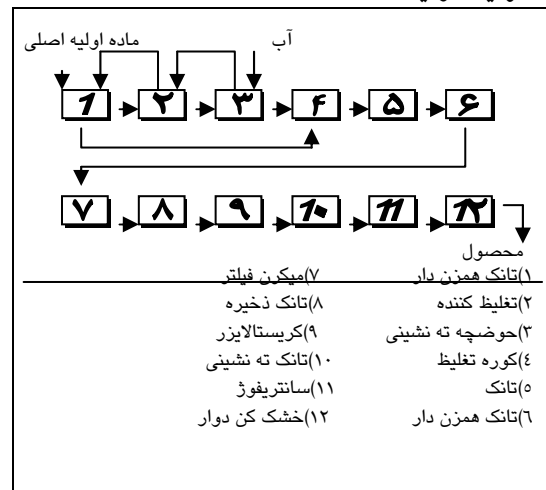 ماده اولیه اصلی آب
۱ ۲ ۳ ۴ ۵ ۶
۷ ۸ ۹ ۱۰ ۱۱ ۱۲
محصول
۱)تانک همزن دار ۷)میکرن فیلتر
۲)تغلیظ کننده ۸)تانک ذخیره
۳)حوضچه ته نشینی ۹)کریستالایزر
٤)کوره تغلیظ ۱۰)تانک ته نشینی
٥)تانک ۱۱)سانتریفوژ
٦)تانک همزن دار ۱۲)خشک کن دوار